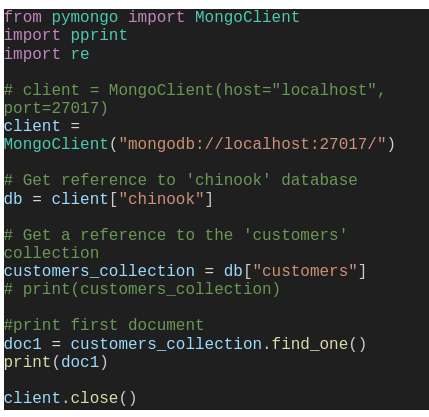 from pymongo import MongoClient
import pprint
import re
# client = MongoClient(host="localhost",
port=27017)
client =
MongoClient("mongodb://localhost:27017/")
# Get reference to 'chinook' database
db = client["chinook"]
# Get a reference to the 'customers'
collection
customers_collection = db["customers"]
# print(customers_collection)
#print first document
doc1 = customers_collection.find_one()
print(doc1)
client.close()